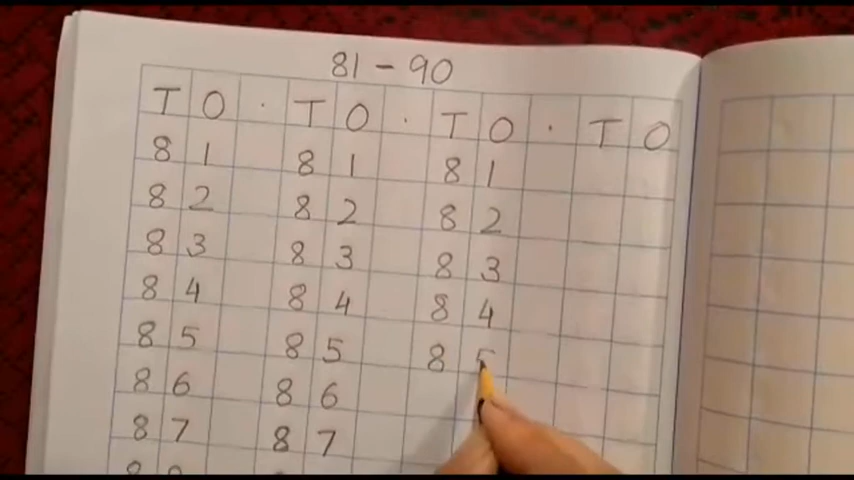 81 - 90
T O . T O . T O . T O
8 1 8 1 8 1
8 2 8 2 8 2
8 3 8 3 8 3
8 4 8 4 8 4
8 5 8 5 8 5
8 6 8 6
8 7 8 7